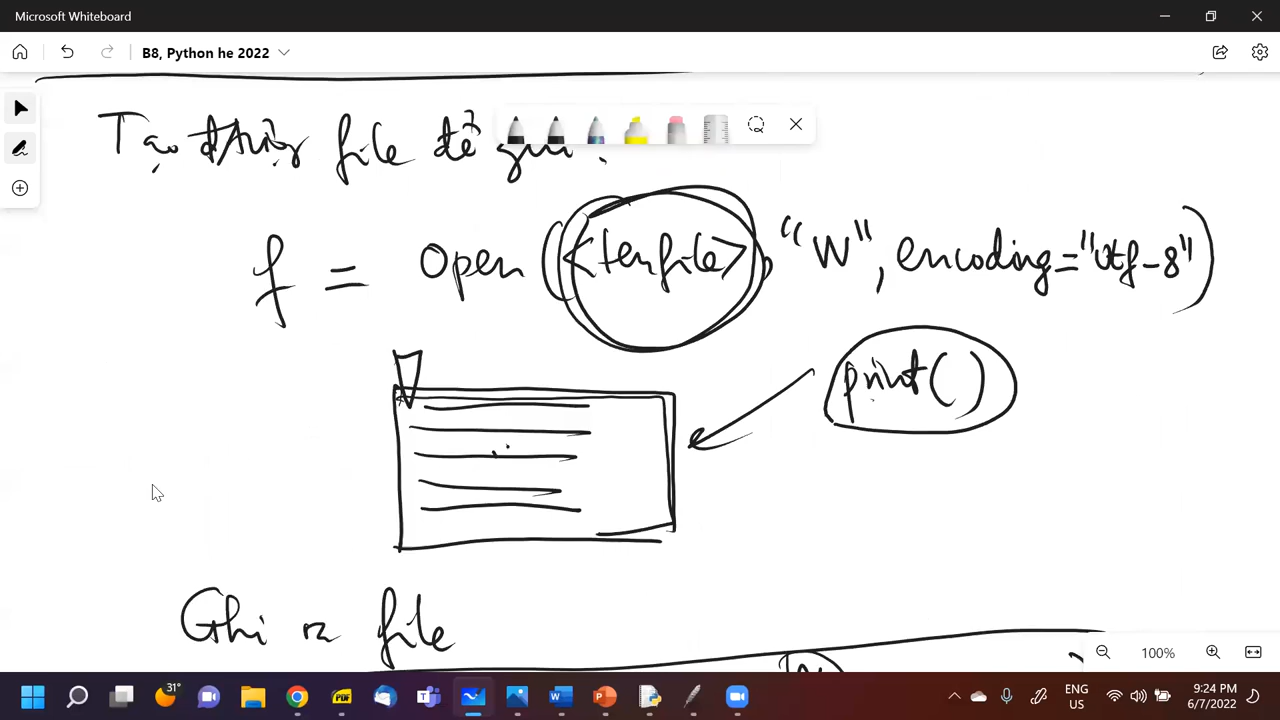 Microsoft Whiteboard
B8, Python he 2022
Tạo file để ghi :
f = open ( <tenfile>, "W", encoding="utf-8")
print( )
Ghi ra file
100%
31°
PDF
ENG
US
9:24 PM
6/7/2022